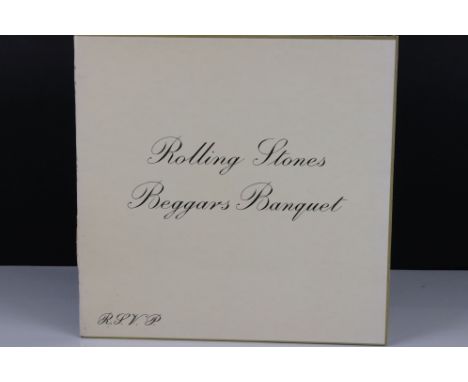 Rolling Stones
Beggars Banquet
R.S.V.P